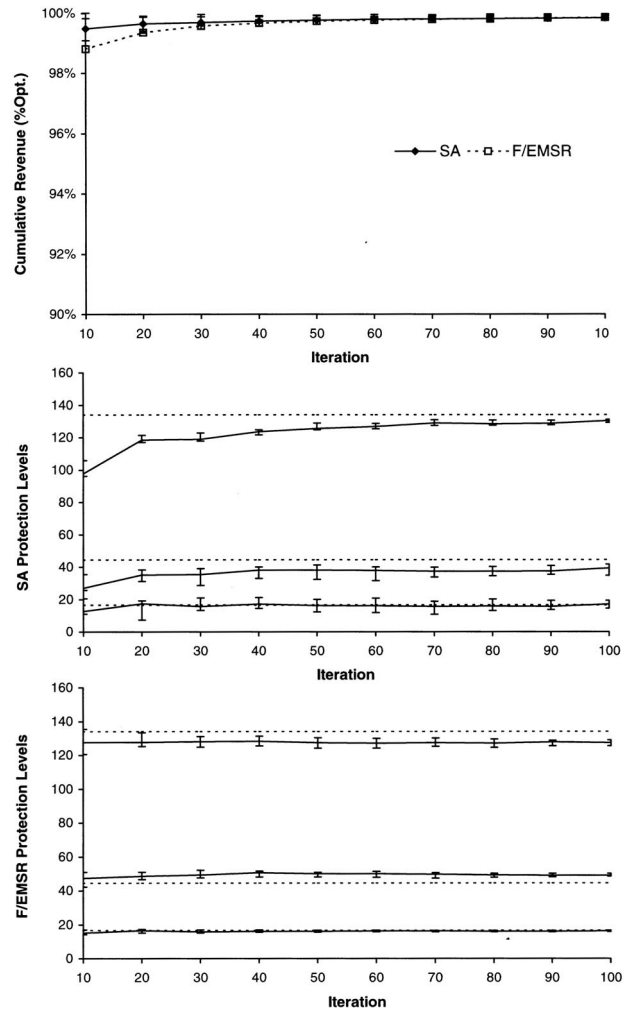 Cumulative Revenue (%Opt.)
100%
98%
96%
94%
92%
90%
SA F/EMSR
10 20 30 40 50 60 70 80 90 10
Iteration
SA Protection Levels
160
140
120
100
80
60
40
20
0
10 20 30 40 50 60 70 80 90 100
Iteration
F/EMSR Protection Levels
160
140
120
100
80
60
40
20
0
10 20 30 40 50 60 70 80 90 100
Iteration